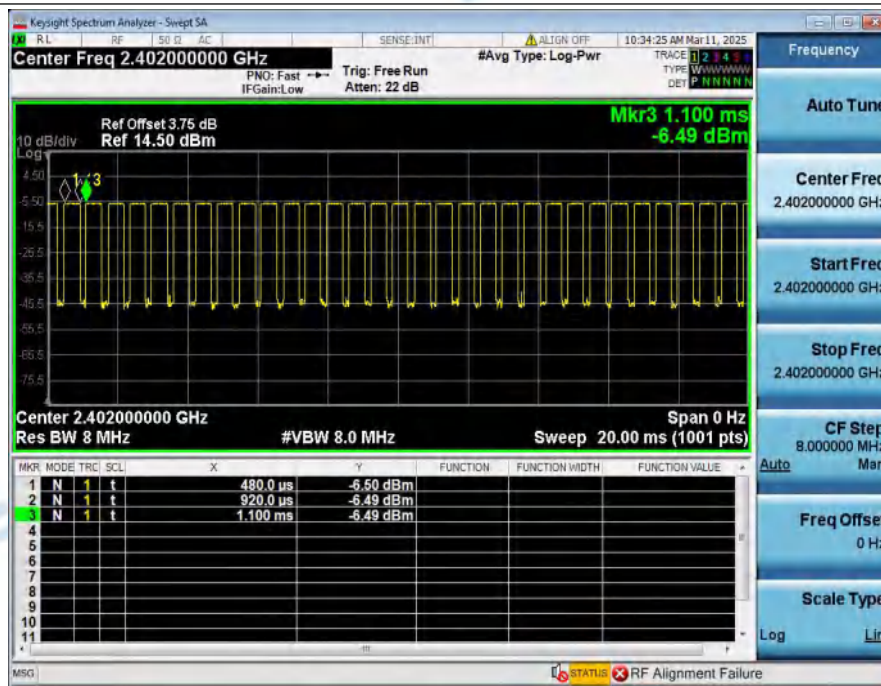 Keysight Spectrum Analyzer - Swept SA
RL RF 50 Ω AC SENSE:INT ALIGN OFF 10:34:25 AM Mar 11, 2025
Center Freq 2.402000000 GHz
#Avg Type: Log-Pwr
TRACE 1 2 3 4 5 6
TYPE WWWWWW
DET P N N N N N
PNO: Fast
IFGain:Low
Trig: Free Run
Atten: 22 dB
Frequency
Mkr3 1.100 ms
-6.49 dBm
Ref Offset 3.75 dB
10 dB/div Ref 14.50 dBm
Log
4.50
-5.50
-15.5
-25.5
-35.5
-45.5
-55.5
-65.5
-75.5
1 3
Center 2.402000000 GHz Span 0 Hz
Res BW 8 MHz #VBW 8.0 MHz Sweep 20.00 ms (1001 pts)
MKR MODE TRC SCL X Y FUNCTION FUNCTION WIDTH FUNCTION VALUE
1 N 1 t 480.0 µs -6.50 dBm
2 N 1 t 920.0 µs -6.49 dBm
3 N 1 t 1.100 ms -6.49 dBm
4
5
6
7
8
9
10
11
Auto Tune
Center Freq
2.402000000 GHz
Start Freq
2.402000000 GHz
Stop Freq
2.402000000 GHz
CF Step
8.000000 MHz
Auto Man
Freq Offset
0 Hz
Scale Type
Log Lin
MSG STATUS RF Alignment Failure